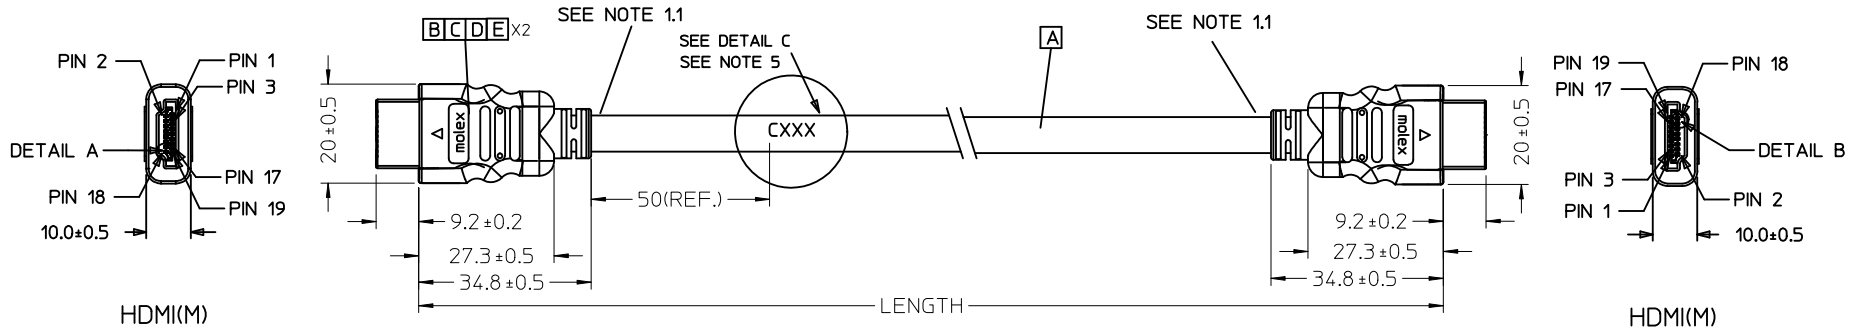 SEE NOTE 1.1
SEE NOTE 1.1
B C D E X2
SEE DETAIL C
SEE NOTE 5
A
PIN 2
PIN 1
PIN 3
DETAIL A
PIN 17
PIN 18
PIN 19
10.0±0.5
HDMI(M)
20±0.5
molex
CXXX
50(REF.)
9.2±0.2
27.3±0.5
34.8±0.5
LENGTH
molex
20±0.5
9.2±0.2
27.3±0.5
34.8±0.5
PIN 19
PIN 18
PIN 17
DETAIL B
PIN 3
PIN 2
PIN 1
10.0±0.5
HDMI(M)